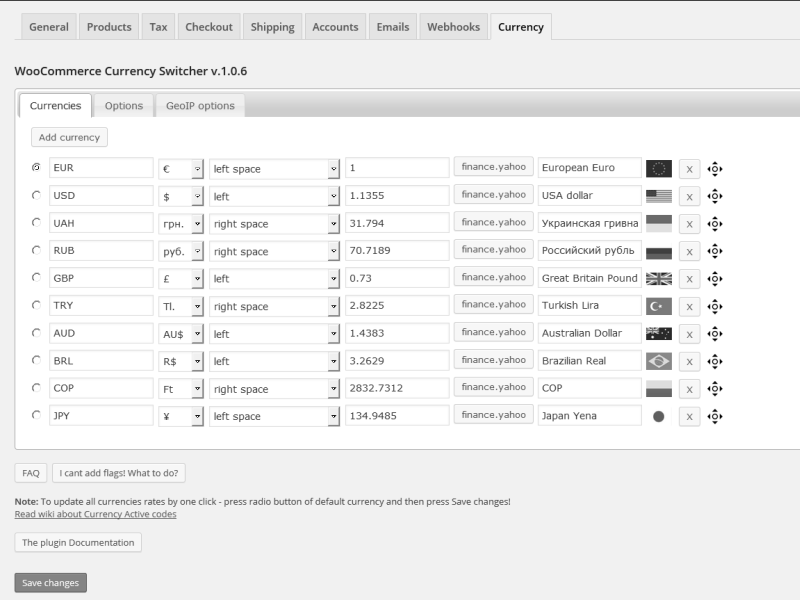 General Products Tax Checkout Shipping Accounts Emails Webhooks Currency
WooCommerce Currency Switcher v.1.0.6
Currencies Options GeoIP options
Add currency
EUR € left space 1 finance.yahoo European Euro X
USD $ left 1.1355 finance.yahoo USA dollar X
UAH грн. right space 31.794 finance.yahoo Украинская гривна X
RUB руб. right space 70.7189 finance.yahoo Российский рубль X
GBP £ left 0.73 finance.yahoo Great Britain Pound X
TRY Tl. right space 2.8225 finance.yahoo Turkish Lira X
AUD AU$ left 1.4383 finance.yahoo Australian Dollar X
BRL R$ left 3.2629 finance.yahoo Brazilian Real X
COP Ft right space 2832.7312 finance.yahoo COP X
JPY ¥ left space 134.9485 finance.yahoo Japan Yena X
FAQ I cant add flags! What to do?
Note: To update all currencies rates by one click - press radio button of default currency and then press Save changes!
Read wiki about Currency Active codes
The plugin Documentation
Save changes